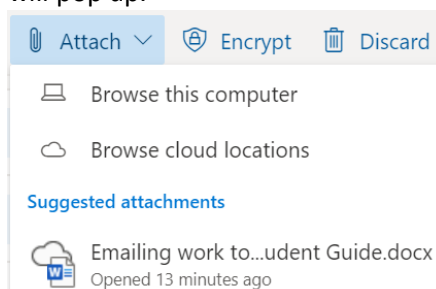 will pop up.
Attach Encrypt Discard
Browse this computer
Browse cloud locations
Suggested attachments
Emailing work to...udent Guide.docx
Opened 13 minutes ago